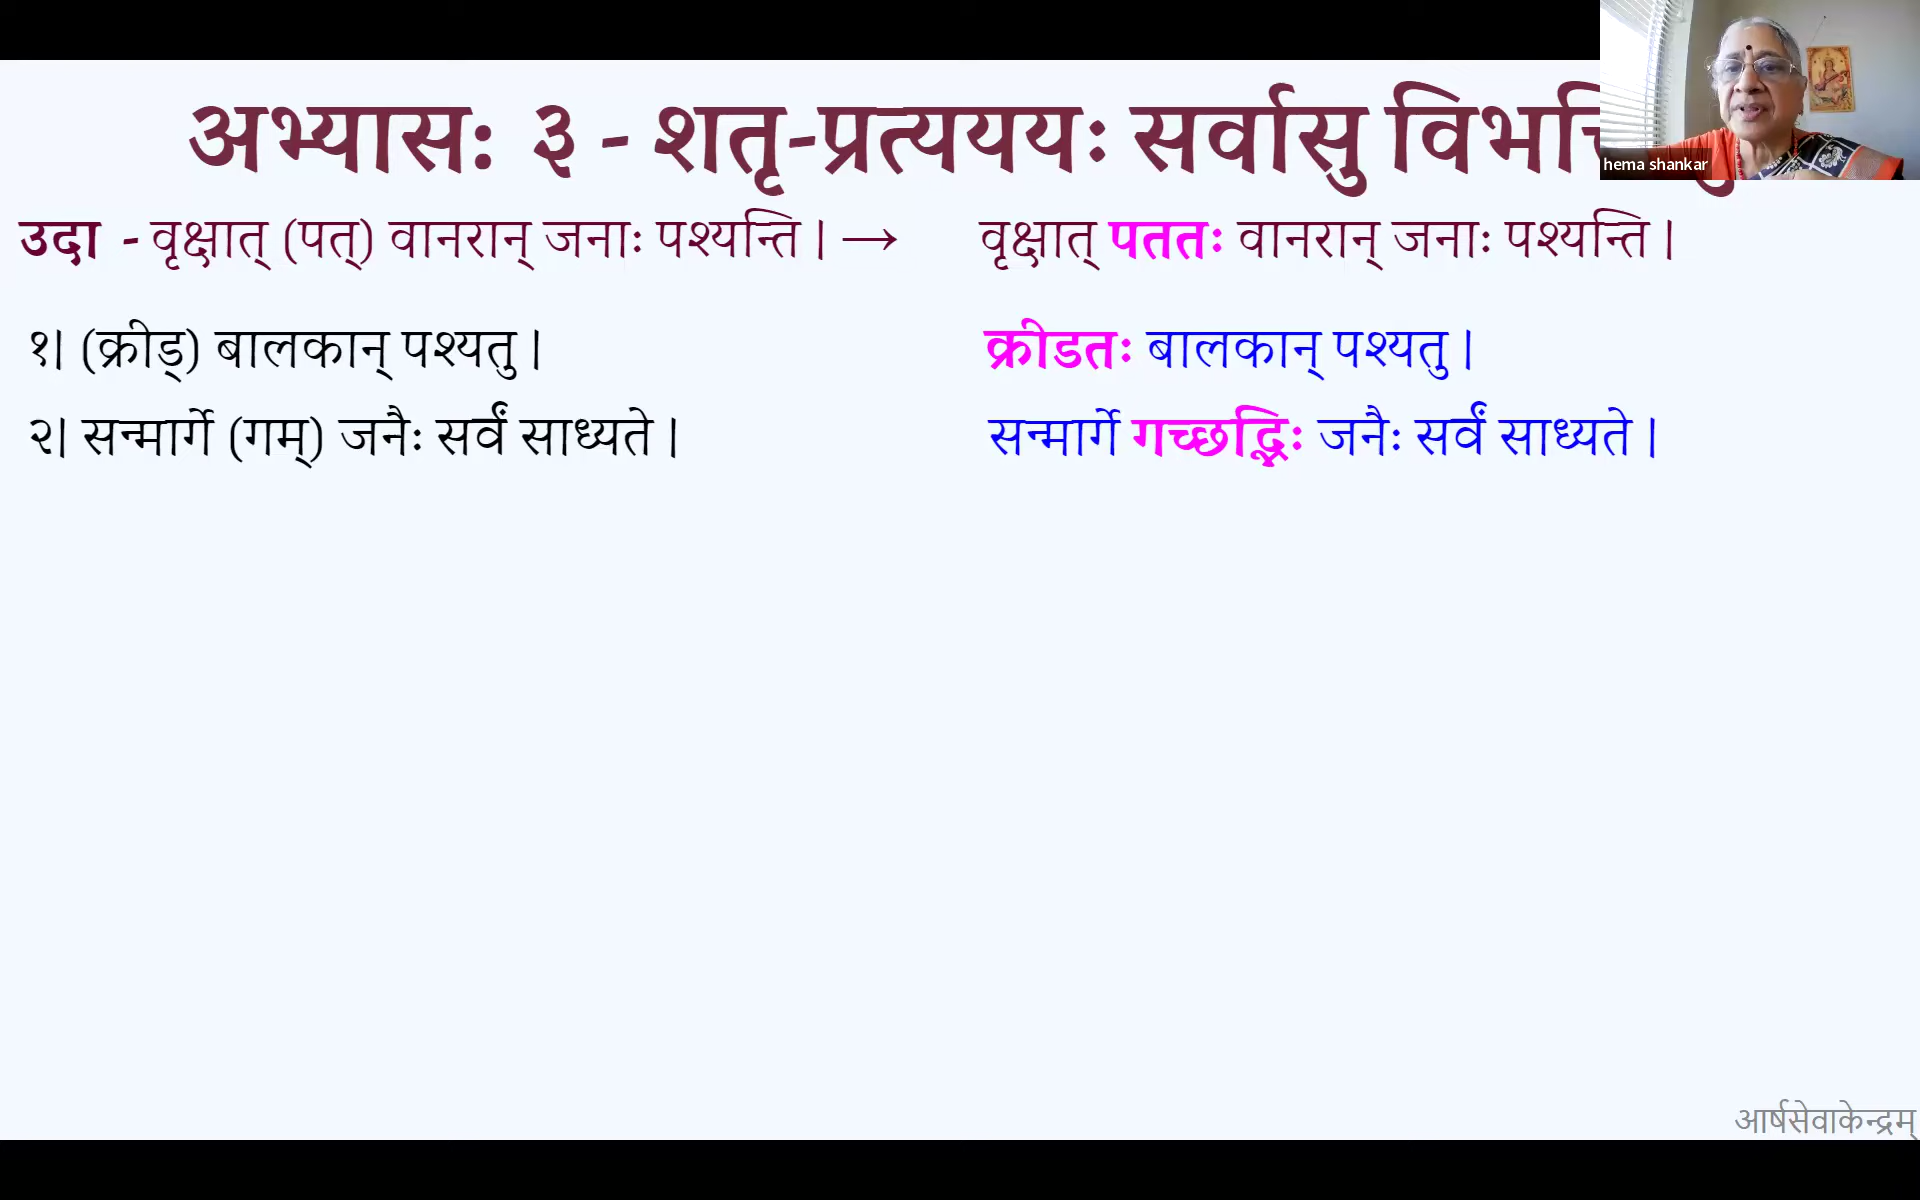 अभ्यासः ३ - शतृ-प्रत्यययः सर्वासु
hema shankar
उदा - वृक्षात् (पत्) वानरान् जनाः पश्यन्ति । → वृक्षात् पततः वानरान् जनाः पश्यन्ति ।
१। (क्रीड्) बालकान् पश्यतु । क्रीडतः बालकान् पश्यतु ।
२। सन्मार्गे (गम्) जनैः सर्वं साध्यते । सन्मार्गे गच्छद्भिः जनैः सर्वं साध्यते ।
आर्षसेवाकेन्द्रम्